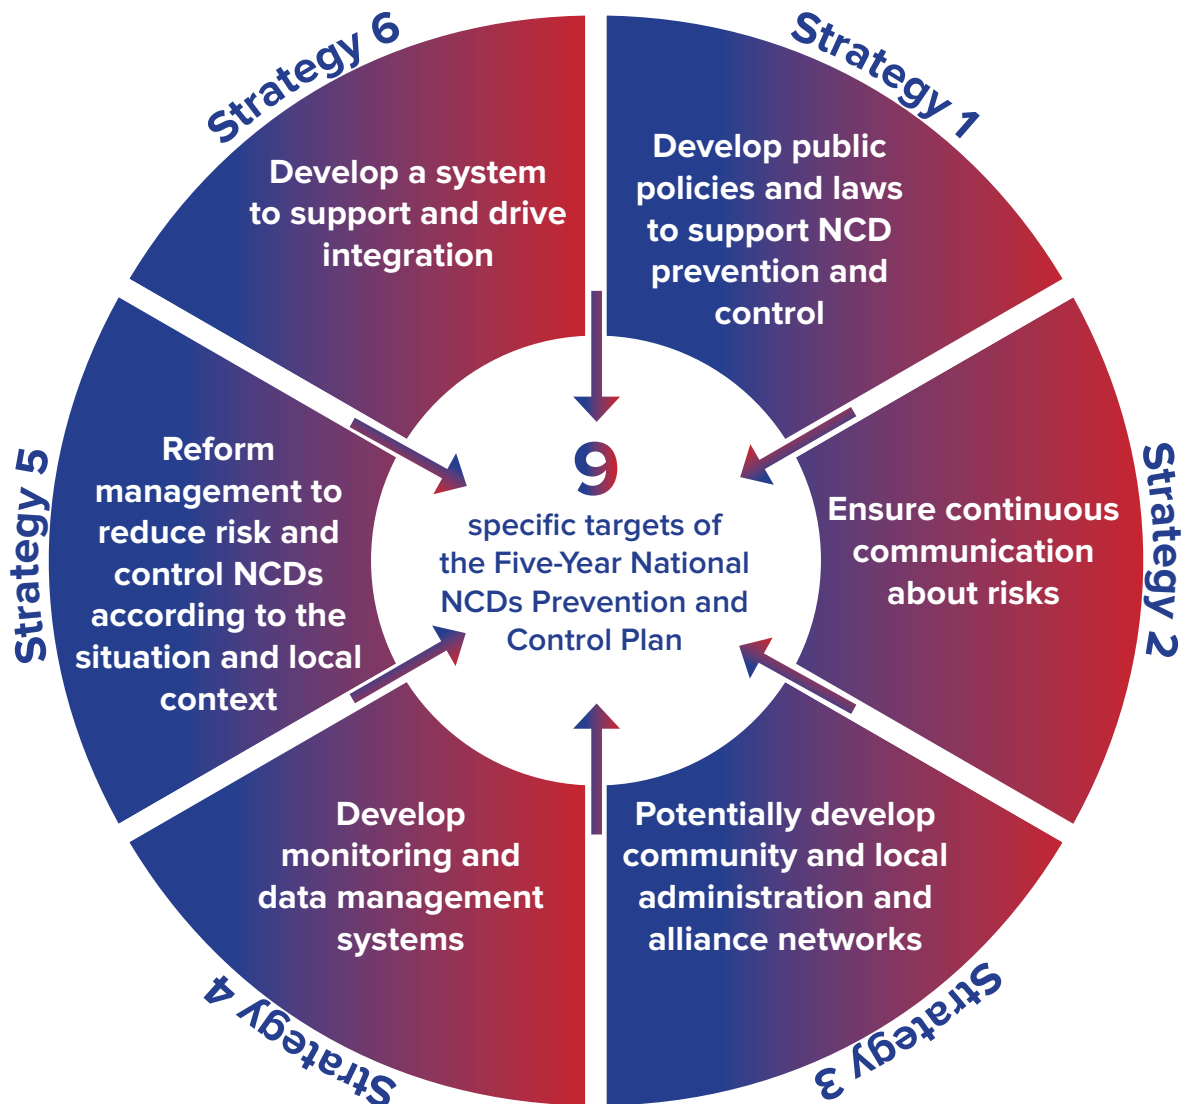 Strategy 1
Develop public
policies and laws
to support NCD
prevention and
control
Strategy 2
Ensure continuous
communication
about risks
Strategy 3
Potentially develop
community and local
administration and
alliance networks
Strategy 4
Develop
monitoring and
data management
systems
Strategy 5
Reform
management to
reduce risk and
control NCDs
according to the
situation and local
context
Strategy 6
Develop a system
to support and drive
integration
9
specific targets of
the Five-Year National
NCDs Prevention and
Control Plan